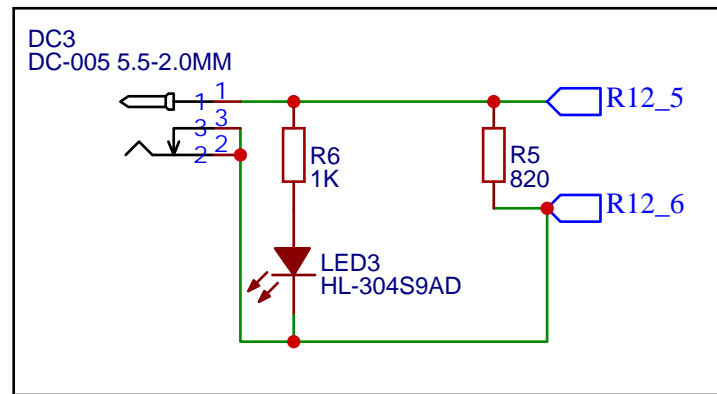 DC3
DC-005 5.5-2.0MM
1
1
3
3
2
2
R6
1K
R5
820
R12_5
R12_6
LED3
HL-304S9AD